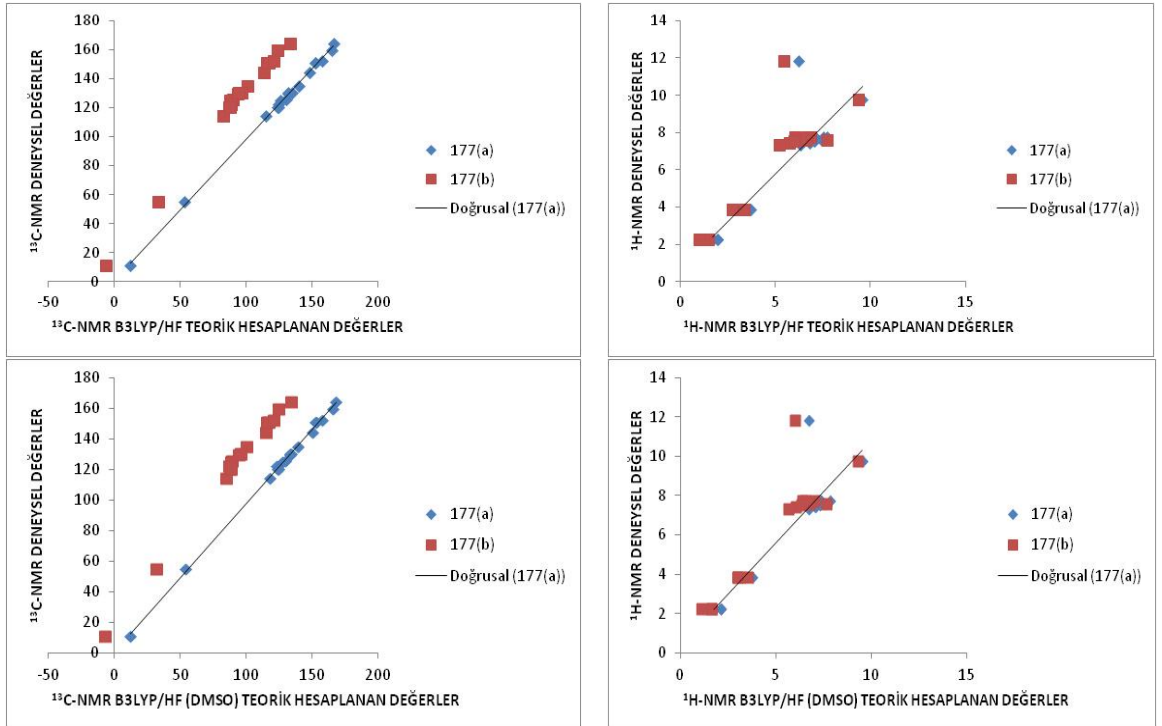 180
160
140
120
100
80
60
40
20
0
-50 0 50 100 150 200
¹³C-NMR DENEYSEL DEĞERLER
¹³C-NMR B3LYP/HF TEORİK HESAPLANAN DEĞERLER
177(a)
177(b)
Doğrusal (177(a))
14
12
10
8
6
4
2
0
0 5 10 15
¹H-NMR DENEYSEL DEĞERLER
¹H-NMR B3LYP/HF TEORİK HESAPLANAN DEĞERLER
177(a)
177(b)
Doğrusal (177(a))
180
160
140
120
100
80
60
40
20
0
-50 0 50 100 150 200
¹³C-NMR DENEYSEL DEĞERLER
¹³C-NMR B3LYP/HF (DMSO) TEORİK HESAPLANAN DEĞERLER
177(a)
177(b)
Doğrusal (177(a))
14
12
10
8
6
4
2
0
0 5 10 15
¹H-NMR DENEYSEL DEĞERLER
¹H-NMR B3LYP/HF (DMSO) TEORİK HESAPLANAN DEĞERLER
177(a)
177(b)
Doğrusal (177(a))